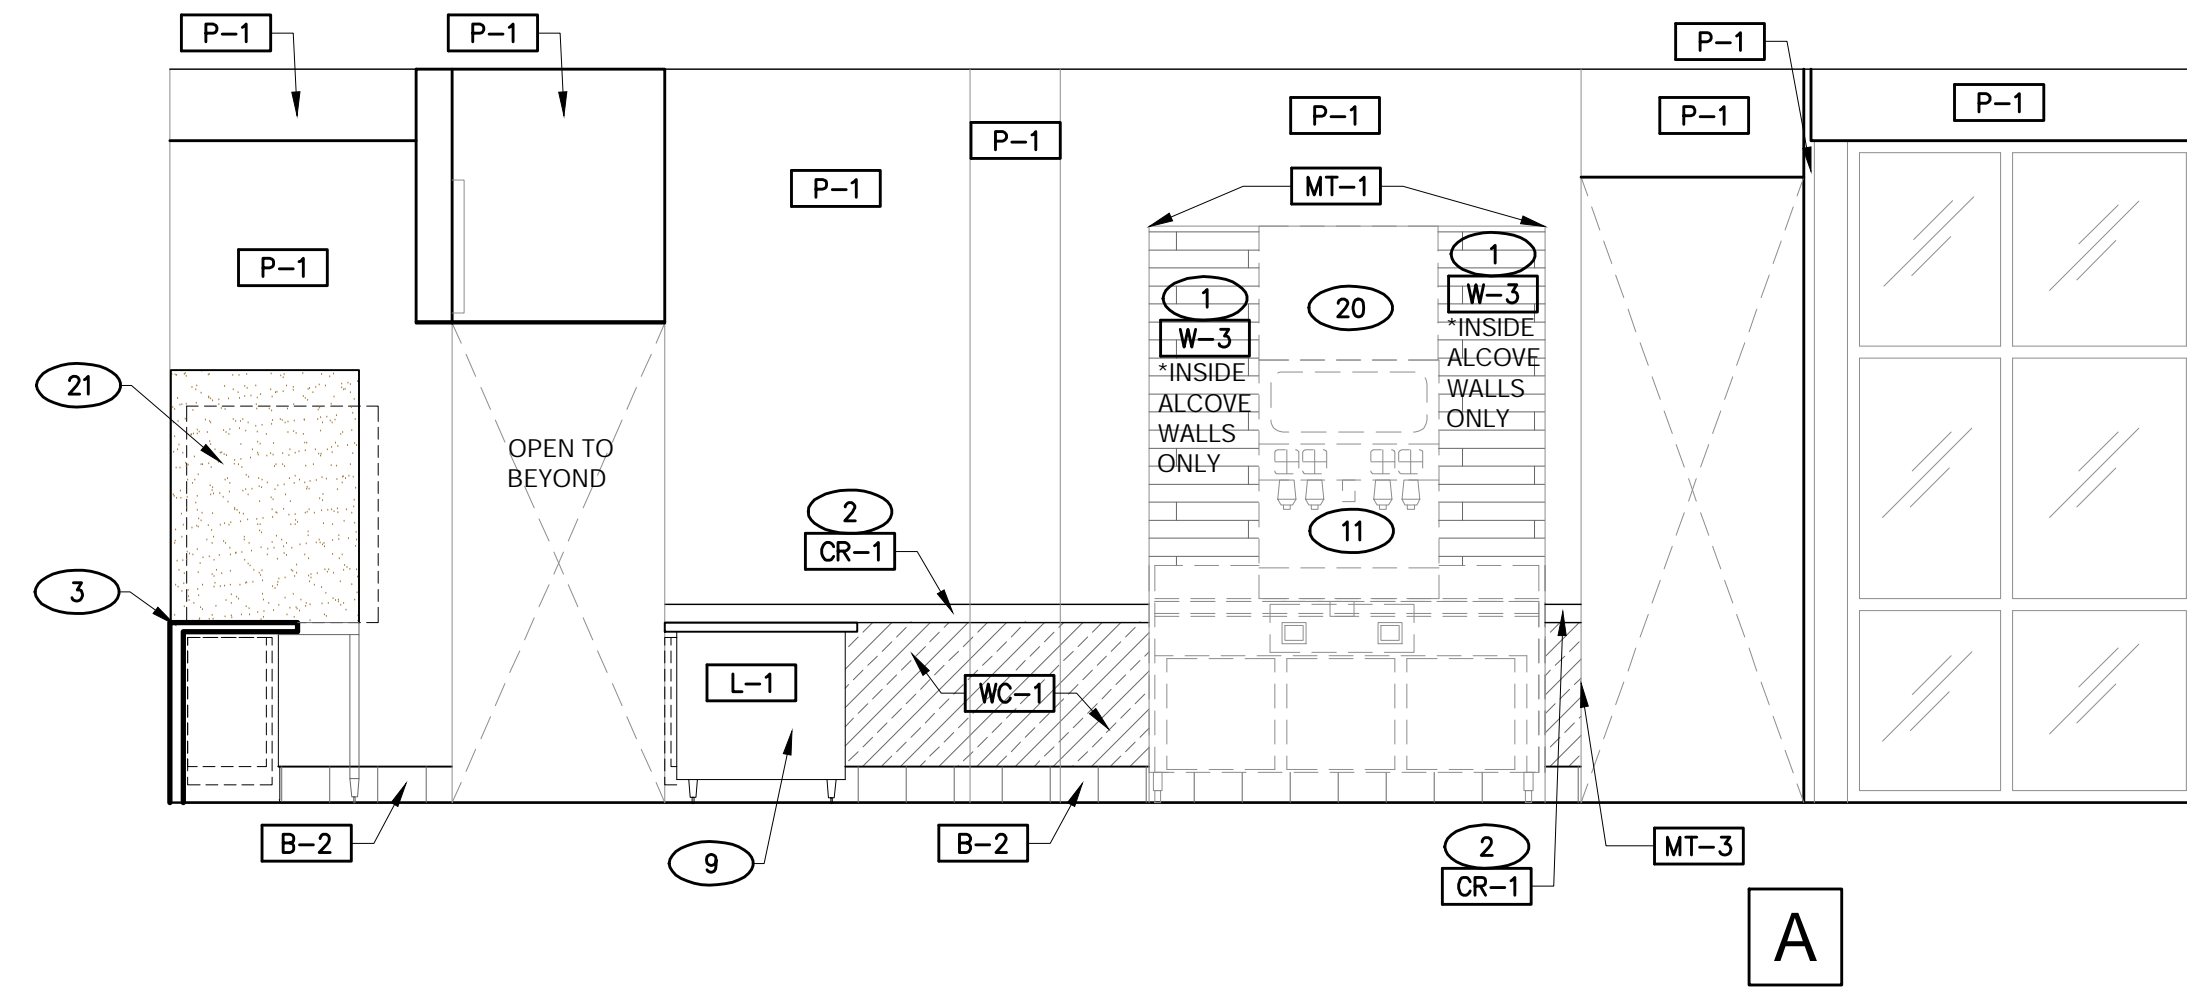 P-1
P-1
P-1
P-1
P-1
P-1
P-1
P-1
MT-1
P-1
1
W-3
*INSIDE
ALCOVE
WALLS
ONLY
1
W-3
*INSIDE
ALCOVE
WALLS
ONLY
20
21
OPEN TO
BEYOND
2
CR-1
11
3
L-1
WC-1
B-2
9
B-2
2
CR-1
MT-3
A